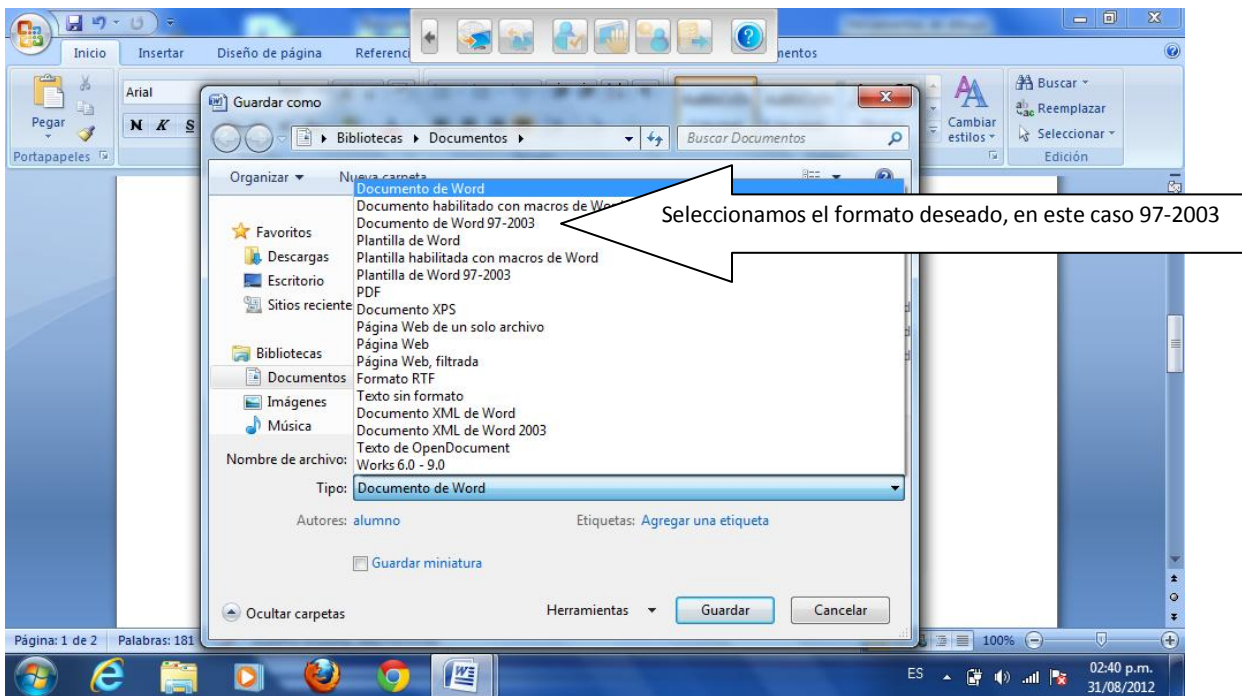 Inicio Insertar Diseño de página Referenci
Pegar
Portapapeles
Arial
N K S
Cambiar
estilos
Buscar
Reemplazar
Seleccionar
Edición
Guardar como
Bibliotecas Documentos
Buscar Documentos
Organizar
Seleccionamos el formato deseado, en este caso 97-2003
Favoritos
Descargas
Escritorio
Sitios reciente
Bibliotecas
Documentos
Imágenes
Música
Documento de Word
Documento habilitado con macros de
Documento de Word 97-2003
Plantilla de Word
Plantilla habilitada con macros de Word
Plantilla de Word 97-2003
PDF
Documento XPS
Página Web de un solo archivo
Página Web
Página Web, filtrada
Formato RTF
Texto sin formato
Documento XML de Word
Documento XML de Word 2003
Texto de OpenDocument
Works 6.0 - 9.0
Nombre de archivo:
Tipo: Documento de Word
Autores: alumno Etiquetas: Agregar una etiqueta
Guardar miniatura
Ocultar carpetas Herramientas Guardar Cancelar
Página: 1 de 2 Palabras: 181 100%
ES 02:40 p.m.
31/08/2012